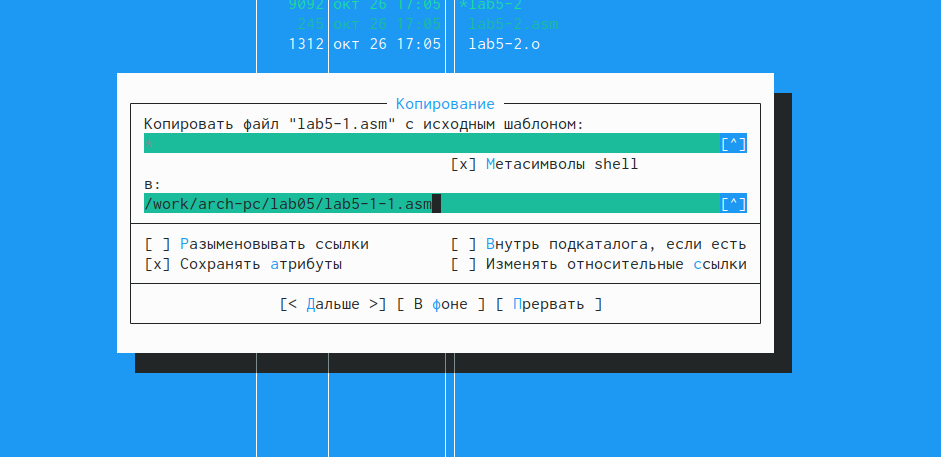 9092 окт 26 17:05 *lab5-2
245 окт 26 17:05 lab5-2.asm
1312 окт 26 17:05 lab5-2.o
Копирование
Копировать файл "lab5-1.asm" с исходным шаблоном:
[^]
[x] Метасимволы shell
в:
/work/arch-pc/lab05/lab5-1-1.asm [^]
[ ] Разыменовывать ссылки [ ] Внутрь подкаталога, если есть
[x] Сохранять атрибуты [ ] Изменять относительные ссылки
[< Дальше >] [ В фоне ] [ Прервать ]